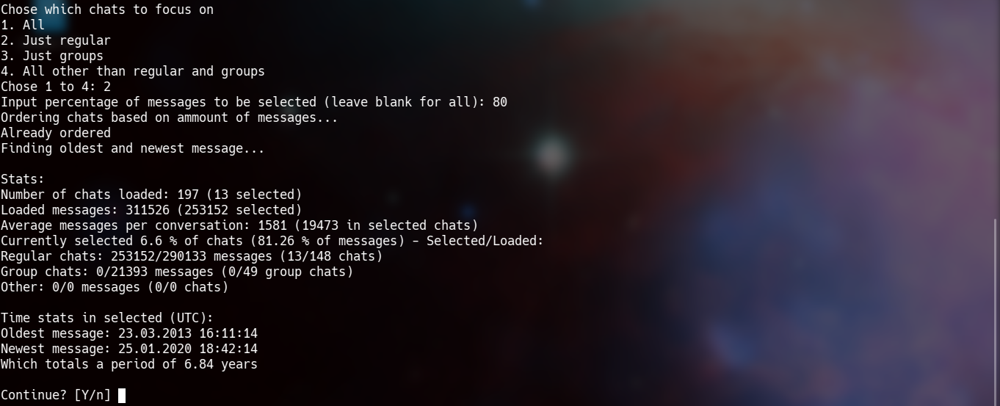 Chose which chats to focus on
1. All
2. Just regular
3. Just groups
4. All other than regular and groups
Chose 1 to 4: 2
Input percentage of messages to be selected (leave blank for all): 80
Ordering chats based on ammount of messages...
Already ordered
Finding oldest and newest message...

Stats:
Number of chats loaded: 197 (13 selected)
Loaded messages: 311526 (253152 selected)
Average messages per conversation: 1581 (19473 in selected chats)
Currently selected 6.6 % of chats (81.26 % of messages) – Selected/Loaded:
Regular chats: 253152/290133 messages (13/148 chats)
Group chats: 0/21393 messages (0/49 group chats)
Other: 0/0 messages (0/0 chats)

Time stats in selected (UTC):
Oldest message: 23.03.2013 16:11:14
Newest message: 25.01.2020 18:42:14
Which totals a period of 6.84 years

Continue? [Y/n]